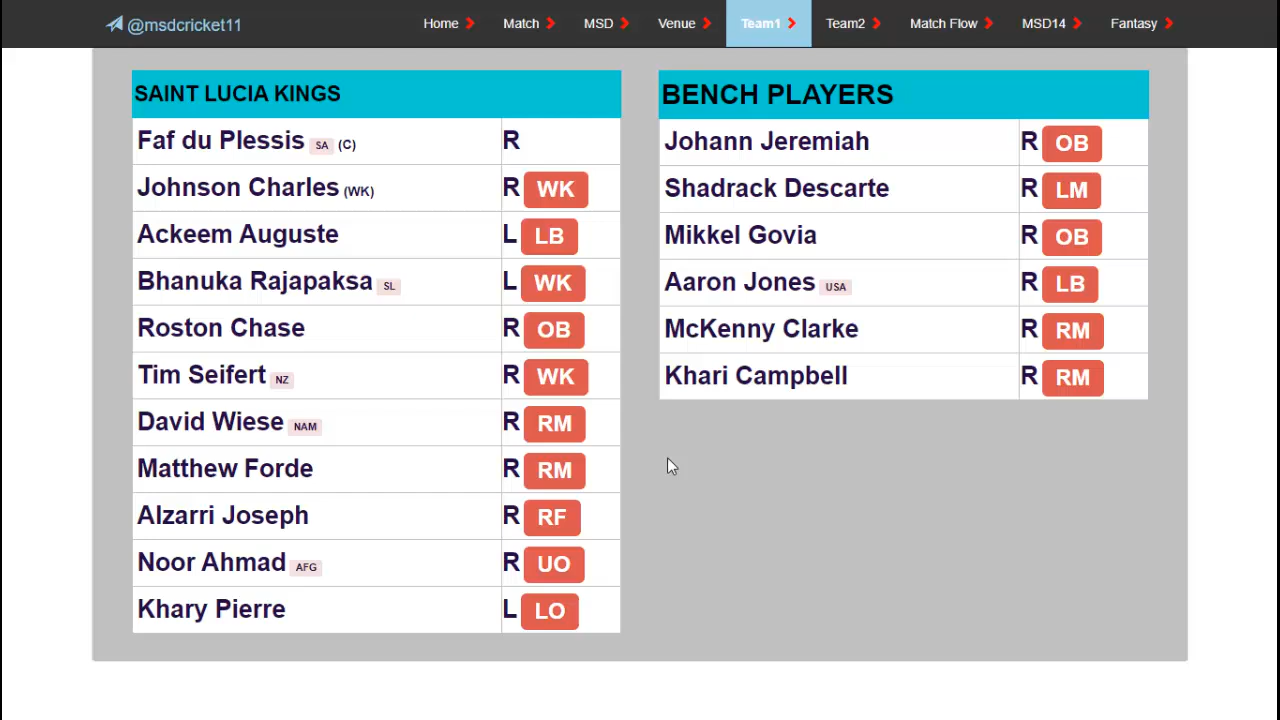 @msdcricket11 Home Match MSD Venue Team1 Team2 Match Flow MSD14 Fantasy
SAINT LUCIA KINGS
Faf du Plessis SA (C) R
Johnson Charles (WK) R WK
Ackeem Auguste L LB
Bhanuka Rajapaksa SL L WK
Roston Chase R OB
Tim Seifert NZ R WK
David Wiese NAM R RM
Matthew Forde R RM
Alzarri Joseph R RF
Noor Ahmad AFG R UO
Khary Pierre L LO
BENCH PLAYERS
Johann Jeremiah R OB
Shadrack Descarte R LM
Mikkel Govia R OB
Aaron Jones USA R LB
McKenny Clarke R RM
Khari Campbell R RM